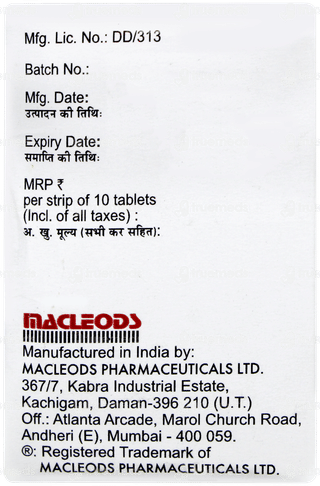 Mfg. Lic. No.: DD/313
Batch No.:
Mfg. Date:
उत्पादन की तिथिः
Expiry Date:
समाप्ति की तिथिः
MRP ₹
per strip of 10 tablets
(Incl. of all taxes) :
अ. खु. मूल्य (सभी कर सहित):
MACLEODS
Manufactured in India by:
MACLEODS PHARMACEUTICALS LTD.
367/7, Kabra Industrial Estate,
Kachigam, Daman-396 210 (U.T.)
Off.: Atlanta Arcade, Marol Church Road,
Andheri (E), Mumbai - 400 059.
®: Registered Trademark of
MACLEODS PHARMACEUTICALS LTD.